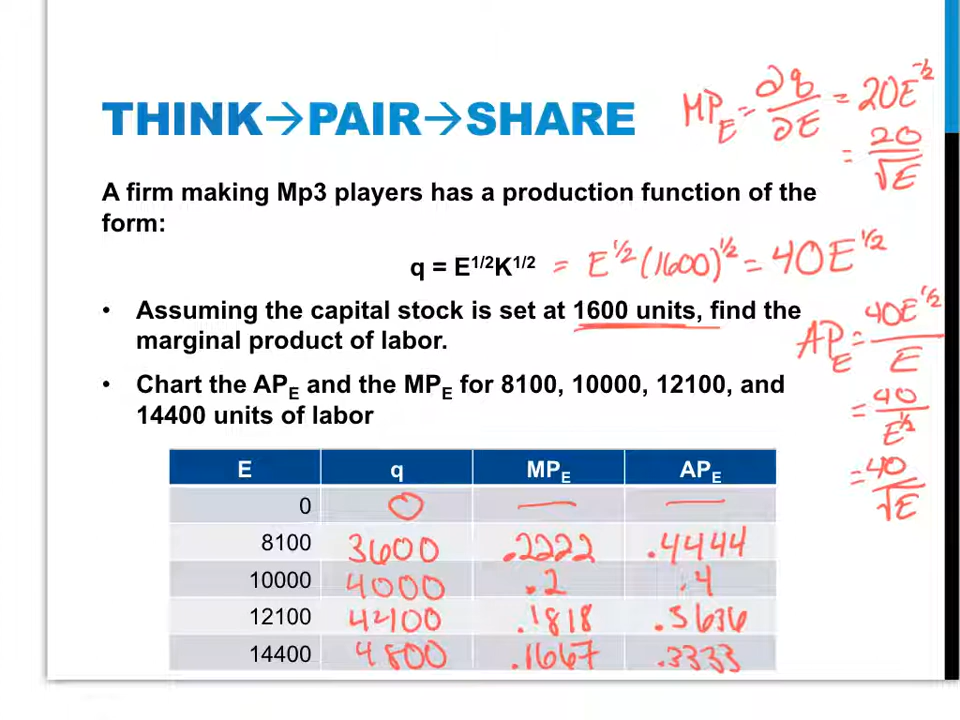 THINK→PAIR→SHARE
MP_E = ∂q/∂E = 20E^-1/2
= 20/√E
A firm making Mp3 players has a production function of the
form:
q = E^1/2 K^1/2 = E^1/2 (1600)^1/2 = 40E^1/2
• Assuming the capital stock is set at 1600 units, find the
marginal product of labor.
• Chart the AP_E and the MP_E for 8100, 10000, 12100, and
14400 units of labor
AP_E = 40E^1/2/E
= 40/E^1/2
= 40/√E
E q MP_E AP_E
0 0 — —
8100 3600 .2222 .4444
10000 4000 .2 .4
12100 .1818 .3636
14400 4800 .1667 .3333